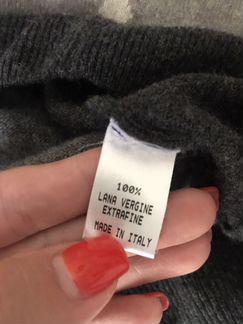 100%
LANA VERGINE
EXTRAFINE
MADE IN ITALY